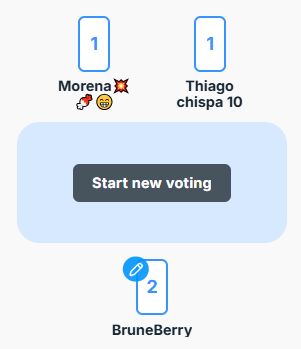 1
1
Morena💥
🍗😁
Thiago
chispa 10
Start new voting
2
BruneBerry